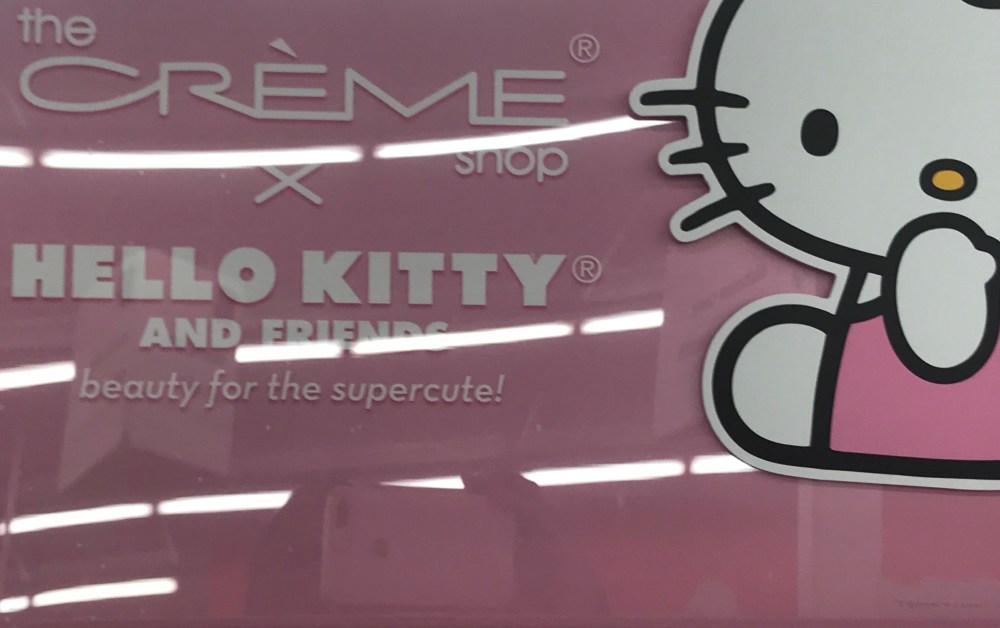 the
CRÈME®
shop
X
HELLO KITTY®
AND FRIENDS
beauty for the supercute!